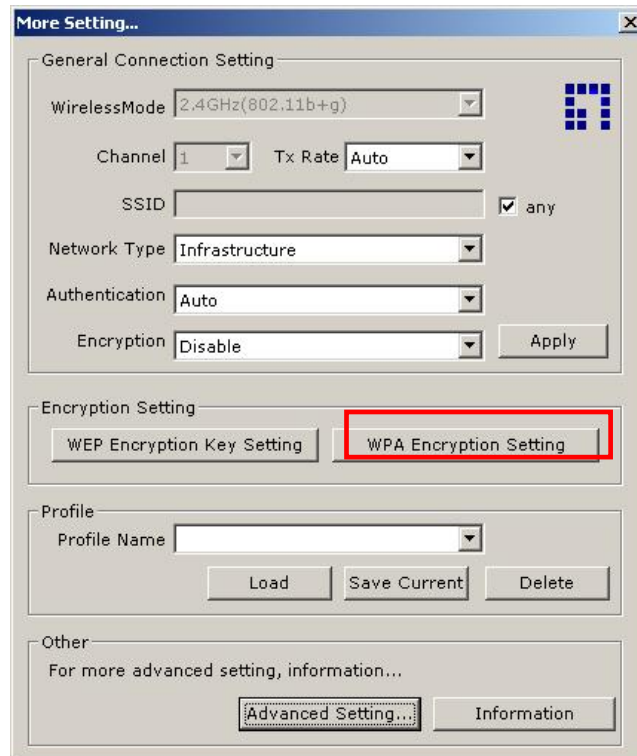 More Setting...
General Connection Setting
WirelessMode 2.4GHz(802.11b+g)
Channel 1 Tx Rate Auto
SSID any
Network Type Infrastructure
Authentication Auto
Encryption Disable Apply
Encryption Setting
WEP Encryption Key Setting WPA Encryption Setting
Profile
Profile Name
Load Save Current Delete
Other
For more advanced setting, information...
Advanced Setting... Information